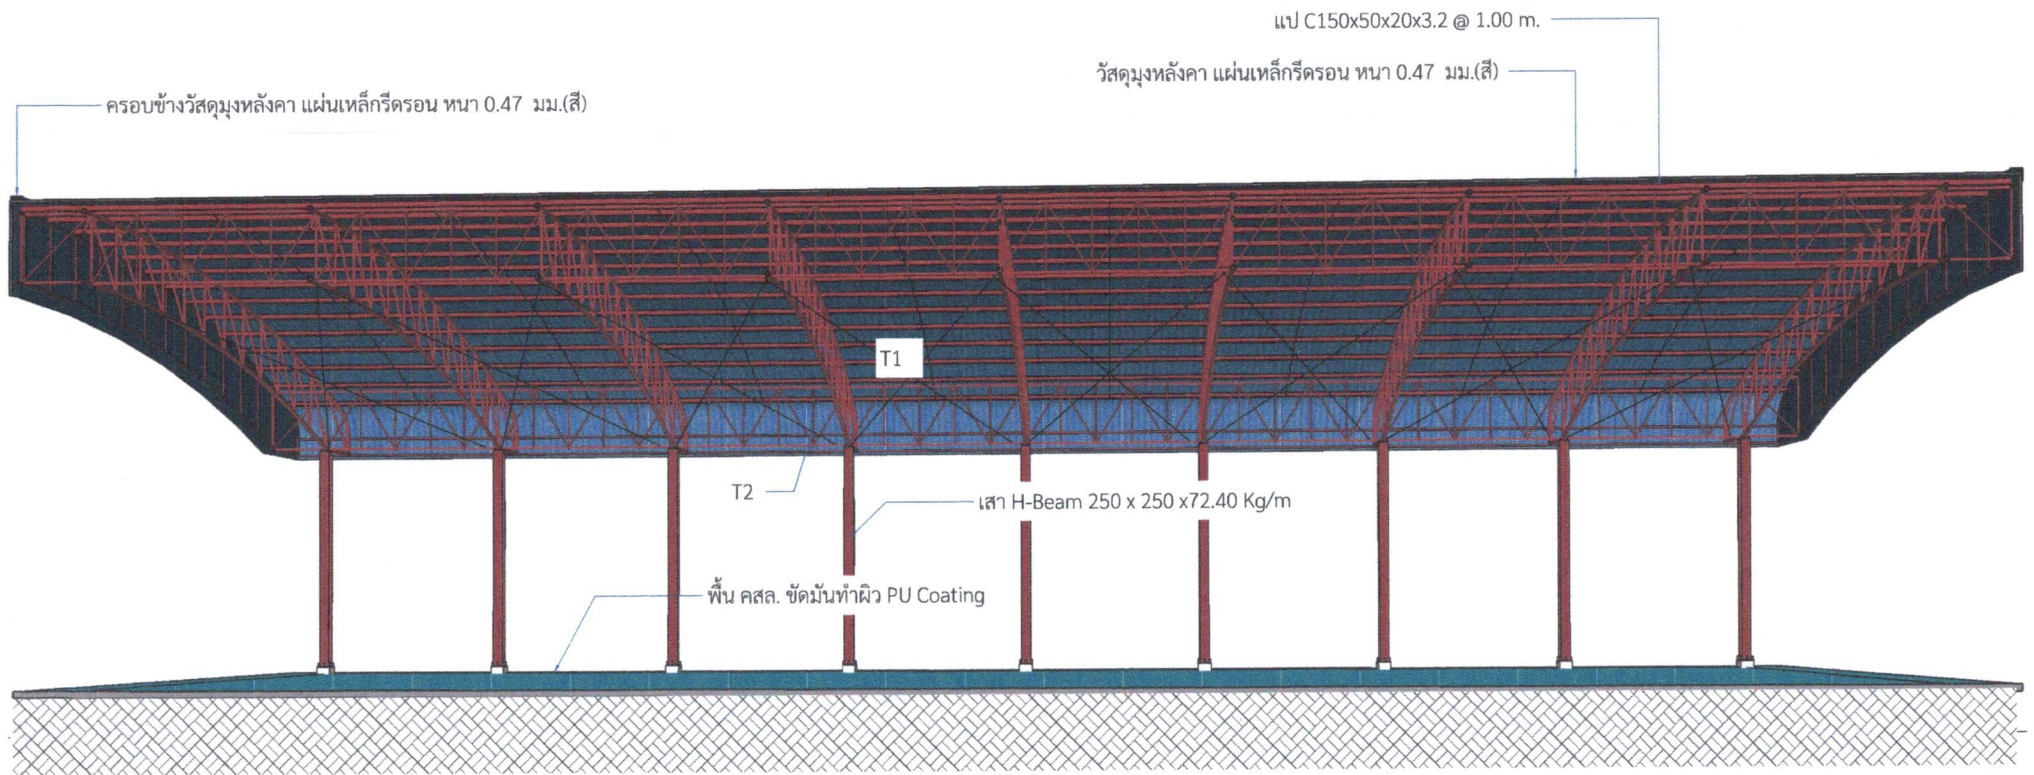 แป C150x50x20x3.2 @ 1.00 m.
วัสดุมุงหลังคา แผ่นเหล็กรีดรอน หนา 0.47 มม.(สี)
ครอบข้างวัสดุมุงหลังคา แผ่นเหล็กรีดรอน หนา 0.47 มม.(สี)
T1
T2
เสา H-Beam 250 x 250 x72.40 Kg/m
พื้น คสล. ขัดมันทำผิว PU Coating